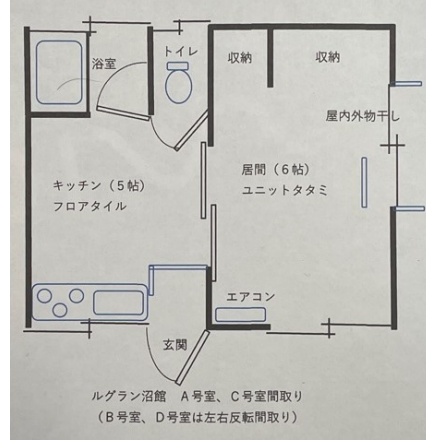 トイレ
浴室
収納
収納
屋内外物干し
キッチン（5帖）
フロアタイル
居間（6帖）
ユニットタタミ
エアコン
玄関
ルグラン沼館　A号室、C号室間取り
（B号室、D号室は左右反転間取り）